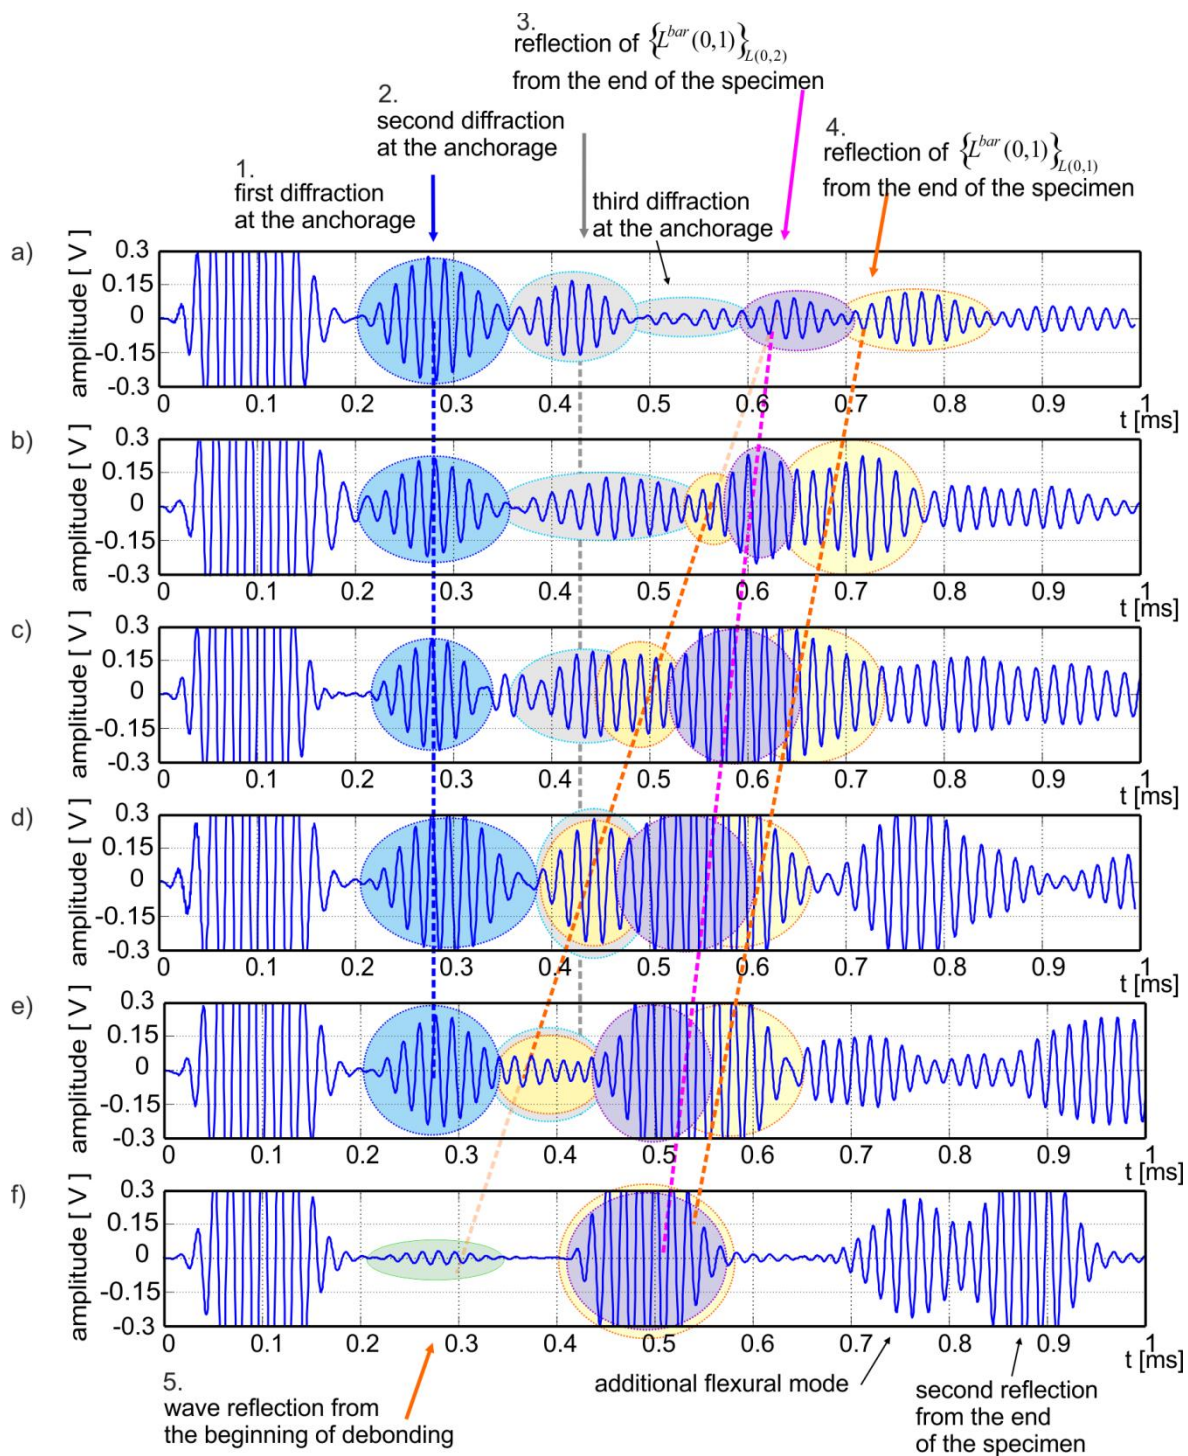 3.
reflection of {L^bar (0,1)}_L(0,2)
from the end of the specimen
2.
second diffraction
at the anchorage
4.
reflection of {L^bar (0,1)}_L(0,1)
from the end of the specimen
1.
first diffraction
at the anchorage
third diffraction
at the anchorage
a)
amplitude [ V]
0.3
0.15
0
-0.15
-0.3
0 0.1 0.2 0.3 0.4 0.5 0.6 0.7 0.8 0.9 1
t [ms]
b)
amplitude [ V]
0.3
0.15
0
-0.15
-0.3
0 0.1 0.2 0.3 0.4 0.5 0.6 0.7 0.8 0.9 1
t [ms]
c)
amplitude [ V]
0.3
0.15
0
-0.15
-0.3
0 0.1 0.2 0.3 0.4 0.5 0.6 0.7 0.8 0.9 1
t [ms]
d)
amplitude [ V]
0.3
0.15
0
-0.15
-0.3
0 0.1 0.2 0.3 0.4 0.5 0.6 0.7 0.8 0.9 1
t [ms]
e)
amplitude [ V]
0.3
0.15
0
-0.15
-0.3
0 0.1 0.2 0.3 0.4 0.5 0.6 0.7 0.8 0.9 1
t [ms]
f)
amplitude [ V]
0.3
0.15
0
-0.15
-0.3
0 0.1 0.2 0.3 0.4 0.5 0.6 0.7 0.8 0.9 1
t [ms]
5.
wave reflection from
the beginning of debonding
additional flexural mode
second reflection
from the end
of the specimen